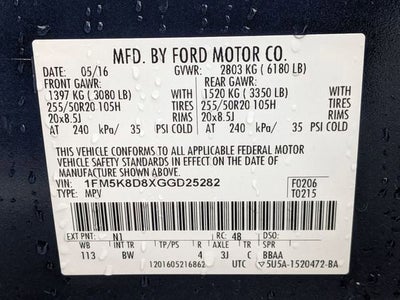 MFD. BY FORD MOTOR CO.
DATE: 05/16 GVWR: 2803 KG ( 6180 LB)
FRONT GAWR: REAR GAWR:
1397 KG ( 3080 LB) 1520 KG ( 3350 LB)
255/50R20 105H TIRES 255/50R20 105H TIRES
20x8.5J RIMS 20x8.5J RIMS
AT 240 kPa/ 35 PSI COLD AT 240 kPa/ 35 PSI COLD
THIS VEHICLE CONFORMS TO ALL APPLICABLE FEDERAL MOTOR
VEHICLE SAFETY STANDARDS IN EFFECT ON THE DATE OF
MANUFACTURE SHOWN ABOVE.
VIN: 1FM5K8D8XGGD25282 F0206
TYPE: MPV T0215
EXT PNT: N1 RC: 48 DSO:
WB INT TR TP/PS R AXLE TR SPR
113 BW 4 3J C BBAA
1201605216862 UTC 5U5A-1520472-BA